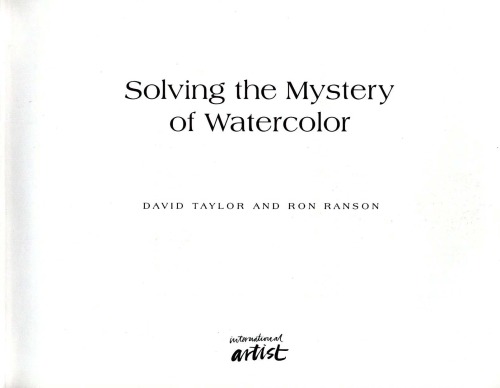 Solving the Mystery
of Watercolor
DAVID TAYLOR AND RON RANSON
international
artist